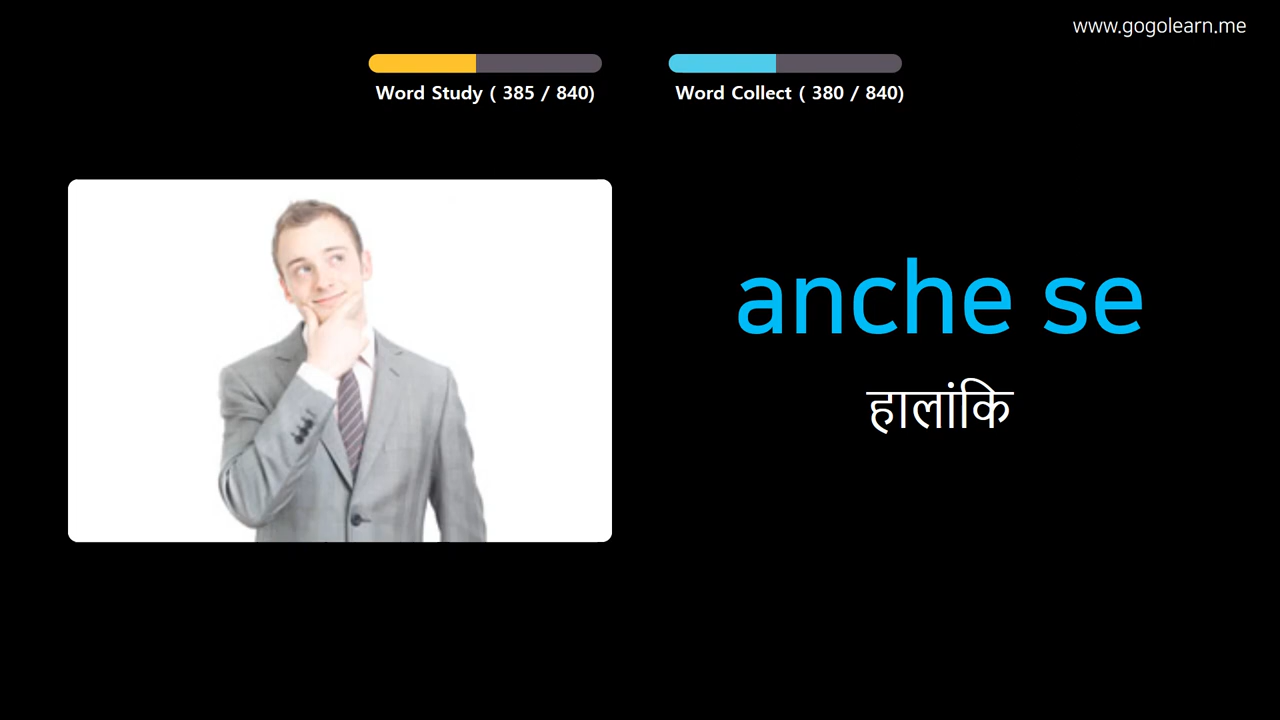 www.gogolearn.me
Word Study ( 385 / 840)
Word Collect ( 380 / 840)
anche se
हालांकि